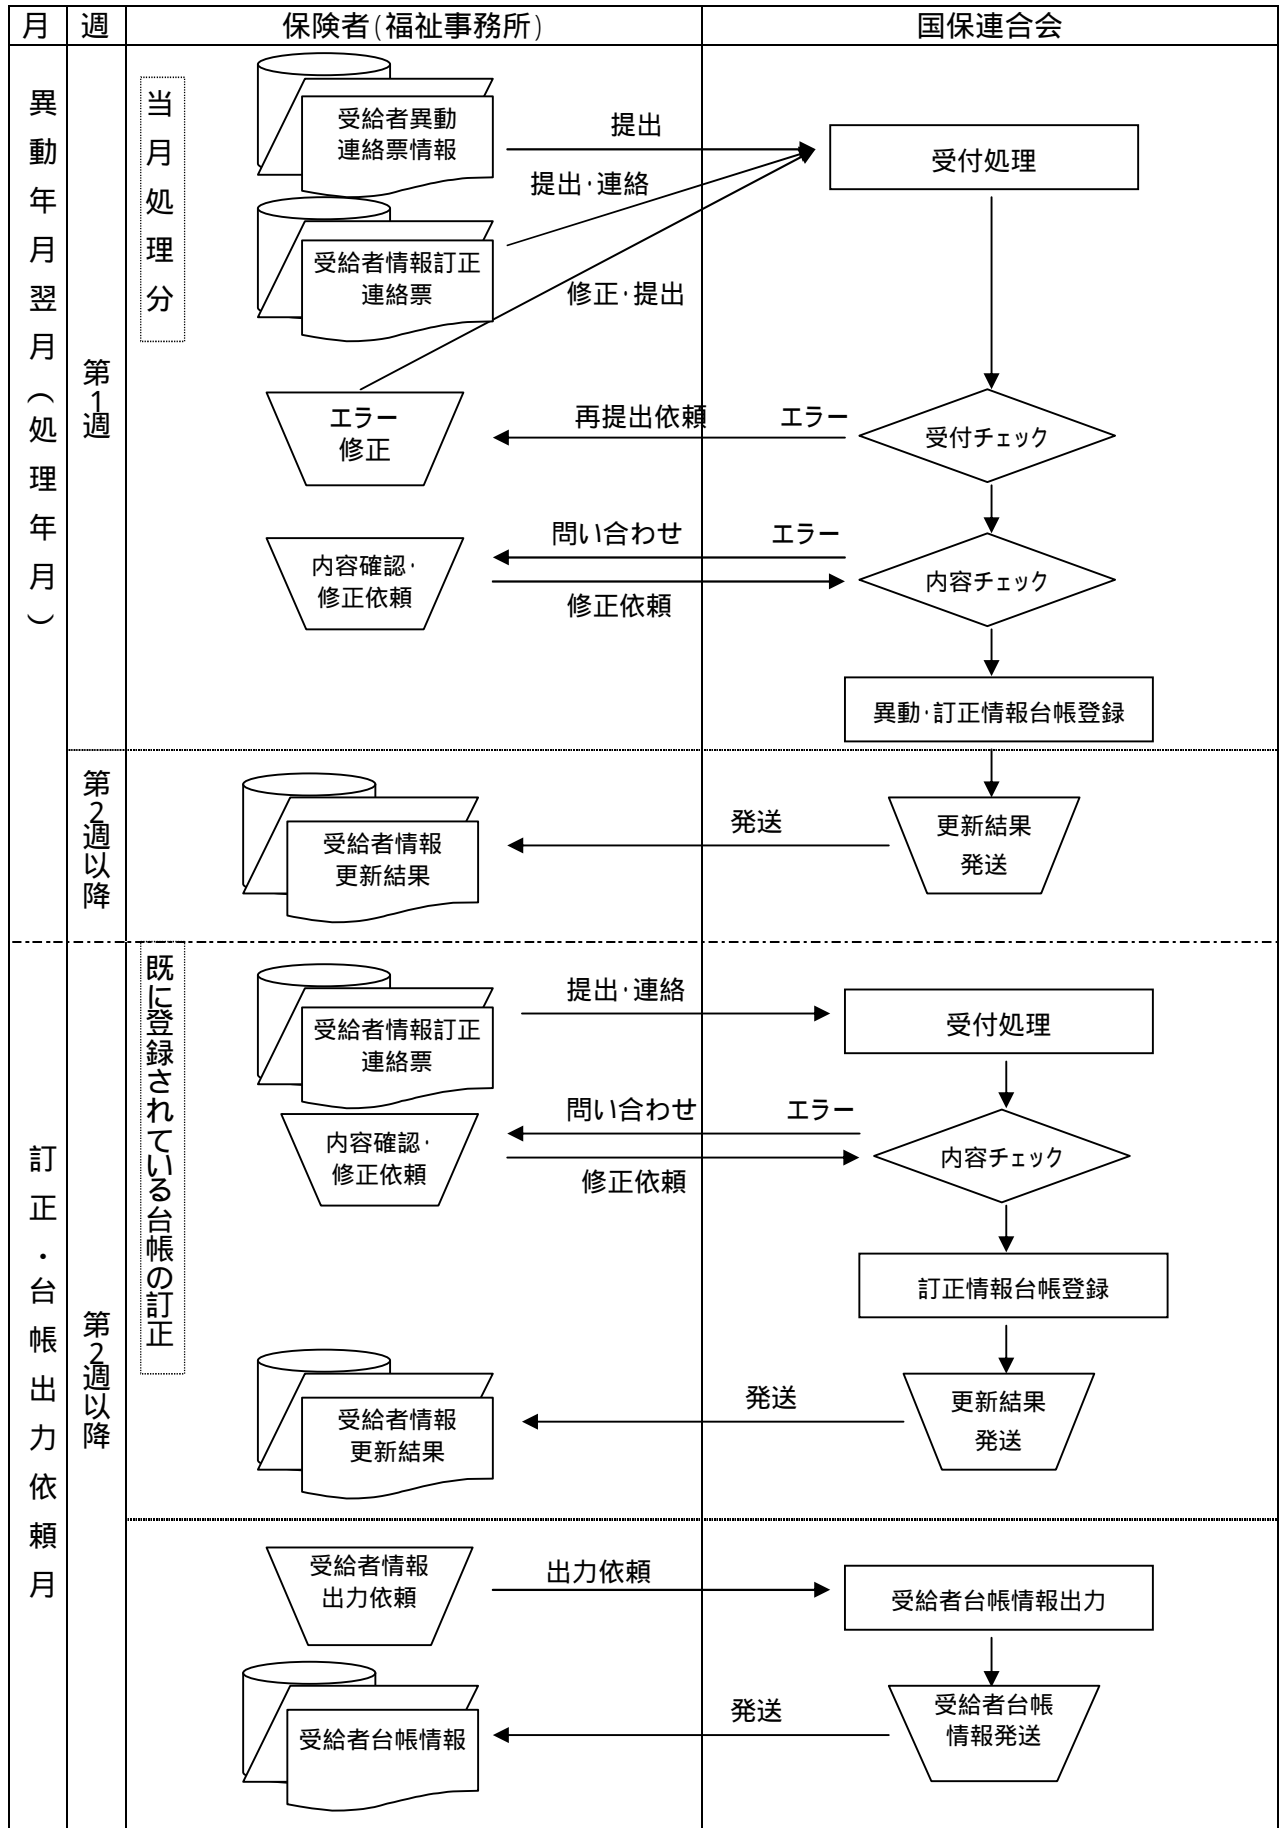 月
週
保険者(福祉事務所)
国保連合会
異動年月翌月(処理年月)
第1週
当月処理分
受給者異動
連絡票情報
提出
受付処理
提出・連絡
受給者情報訂正
連絡票
修正・提出
エラー
修正
再提出依頼
エラー
受付チェック
問い合わせ
エラー
内容確認・
修正依頼
修正依頼
内容チェック
異動・訂正情報台帳登録
第2週以降
受給者情報
更新結果
発送
更新結果
発送
訂正・台帳出力依頼月
第2週以降
既に登録されている台帳の訂正
受給者情報訂正
連絡票
提出・連絡
受付処理
問い合わせ
エラー
内容確認・
修正依頼
修正依頼
内容チェック
訂正情報台帳登録
受給者情報
更新結果
発送
更新結果
発送
受給者情報
出力依頼
出力依頼
受給者台帳情報出力
受給者台帳情報
発送
受給者台帳
情報発送